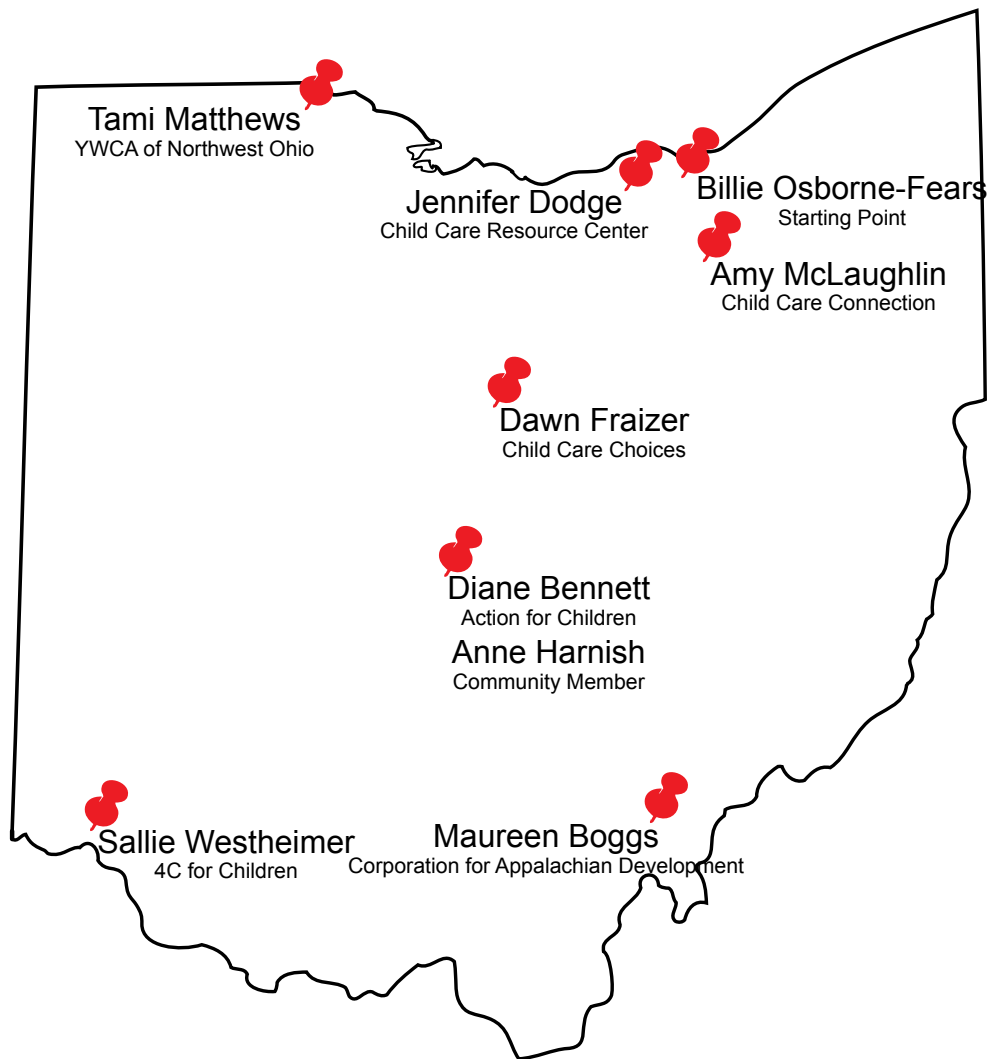 Tami Matthews
YWCA of Northwest Ohio
Jennifer Dodge
Child Care Resource Center
Billie Osborne-Fears
Starting Point
Amy McLaughlin
Child Care Connection
Dawn Fraizer
Child Care Choices
Diane Bennett
Action for Children
Anne Harnish
Community Member
Sallie Westheimer
4C for Children
Maureen Boggs
Corporation for Appalachian Development